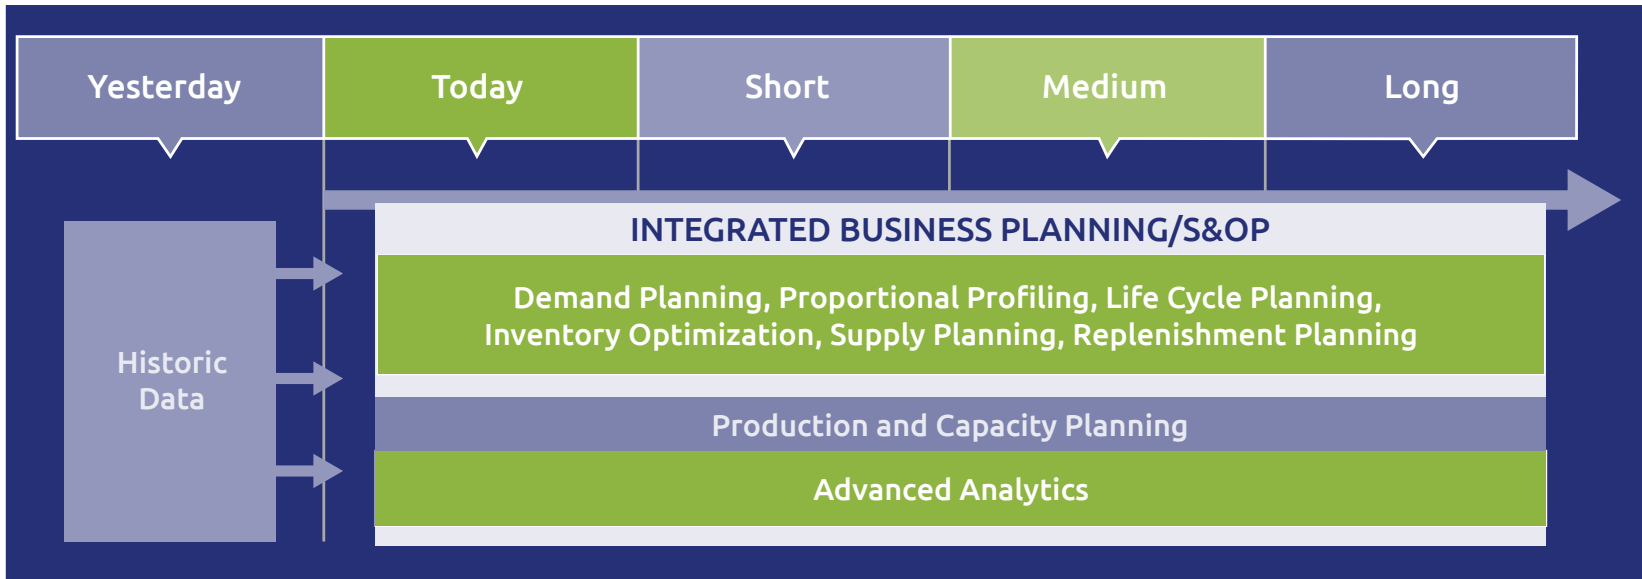 Yesterday
Today
Short
Medium
Long
INTEGRATED BUSINESS PLANNING/S&OP
Historic
Data
Demand Planning, Proportional Profiling, Life Cycle Planning,
Inventory Optimization, Supply Planning, Replenishment Planning
Production and Capacity Planning
Advanced Analytics